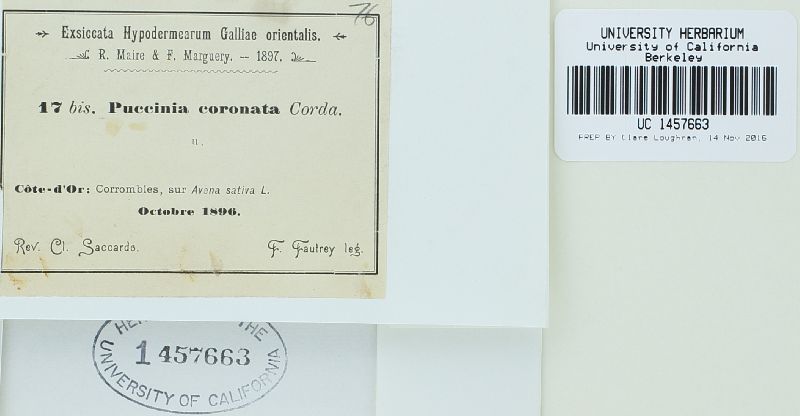 76
Exsiccata Hypodermearum Galliae orientalis.
R. Maire & F. Marguery. — 1897.
17 bis. Puccinia coronata Corda.
II.
Côte-d'Or: Corrombles, sur Avena sativa L.
Octobre 1896.
Rev. Cl. Saccardo. F. Fautrey leg.
UNIVERSITY HERBARIUM
University of California
Berkeley
UC 1457663
PREP BY Clare Loughran, 14 Nov 2016
HE THE
1457663
UNIVERSITY OF CALIFORNIA